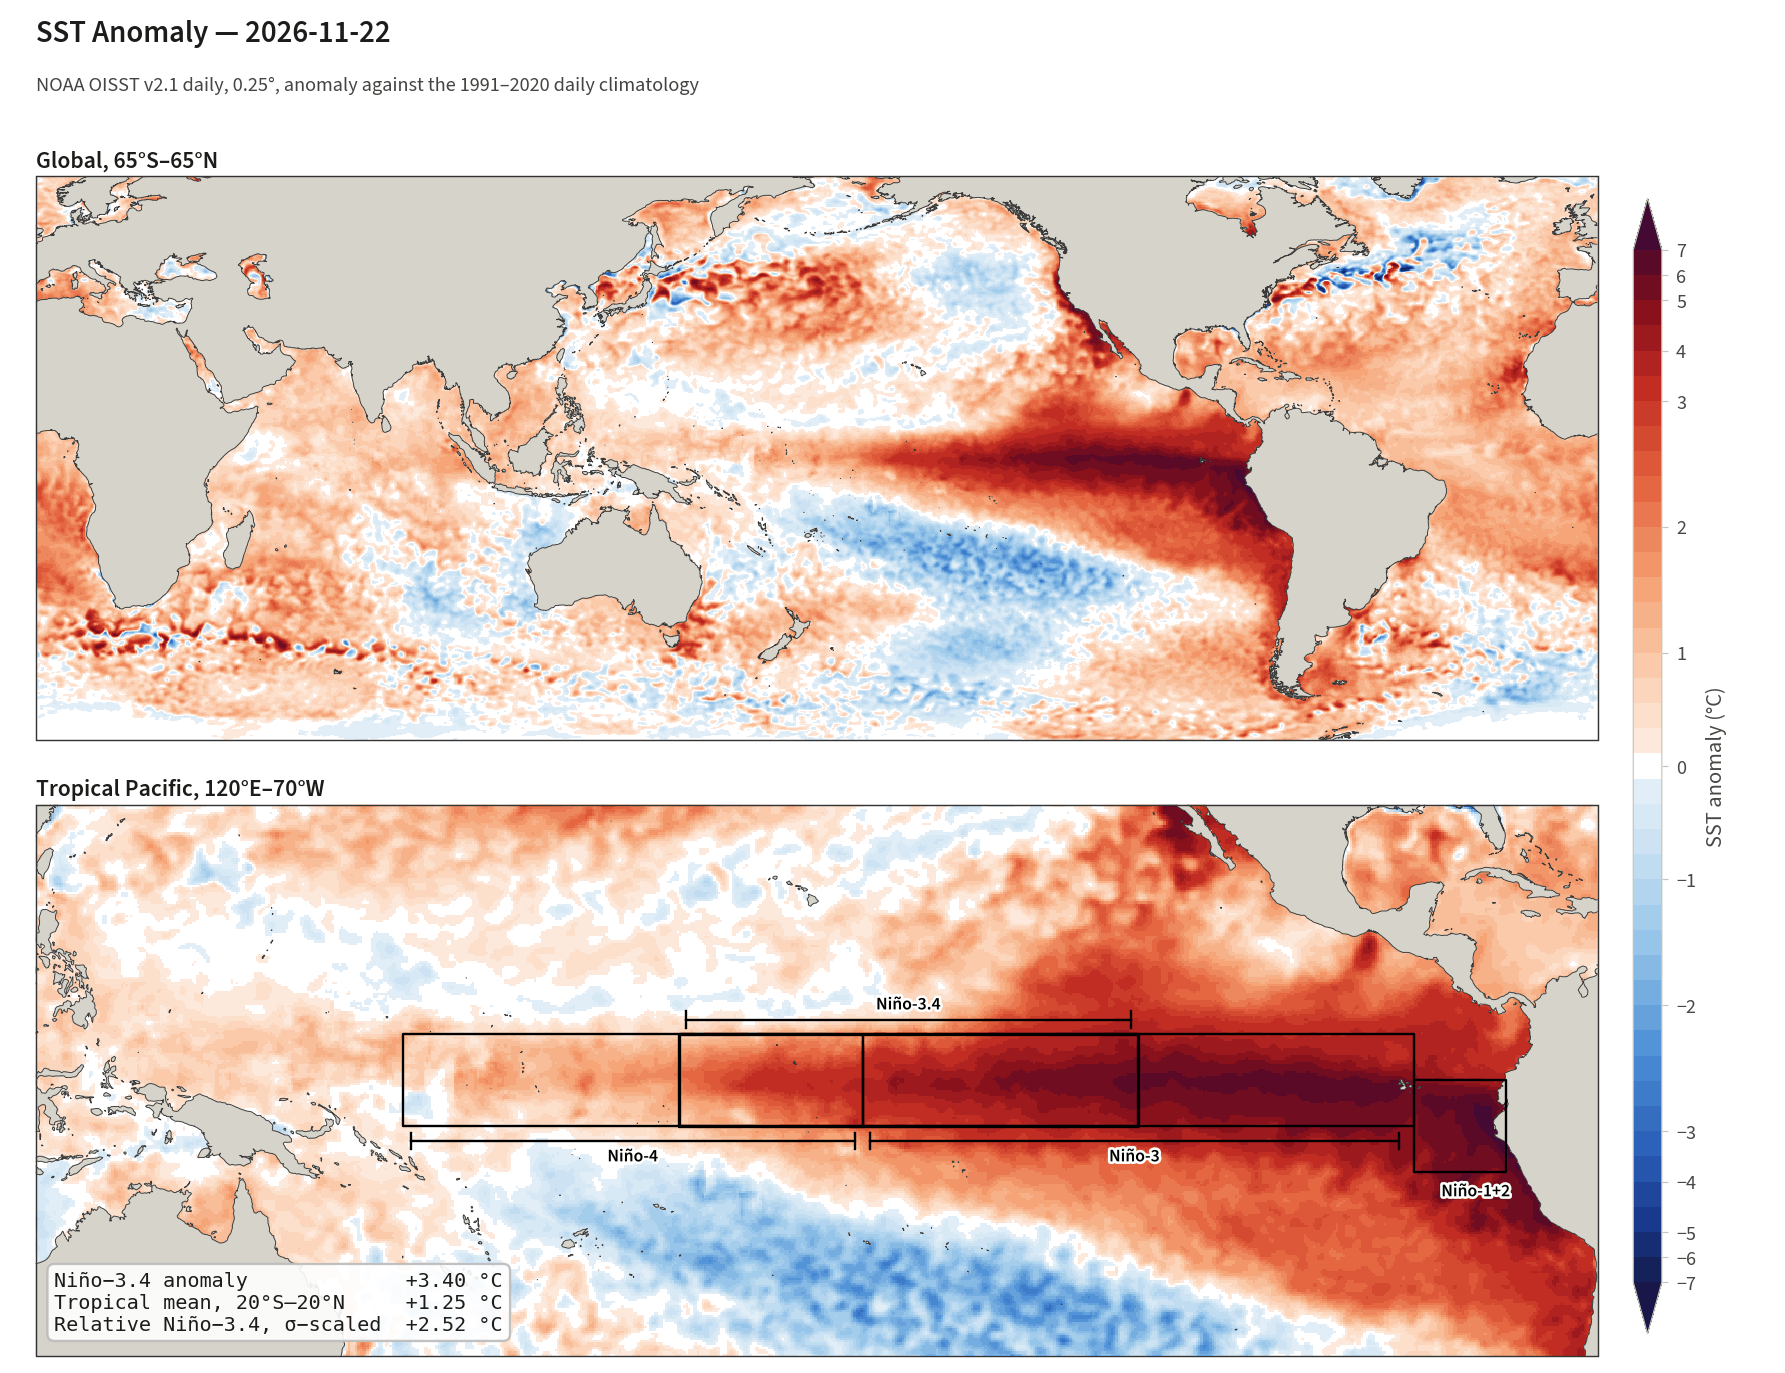 SST Anomaly — 2026-11-22
NOAA OISST v2.1 daily, 0.25°, anomaly against the 1991–2020 daily climatology
Global, 65°S–65°N
Tropical Pacific, 120°E–70°W
Niño-3.4
Niño-4
Niño-3
Niño-1+2
Niño−3.4 anomaly +3.40 °C
Tropical mean, 20°S–20°N +1.25 °C
Relative Niño−3.4, σ−scaled +2.52 °C
7
6
5
4
3
2
1
0
−1
−2
−3
−4
−5
−6
−7
SST anomaly (°C)